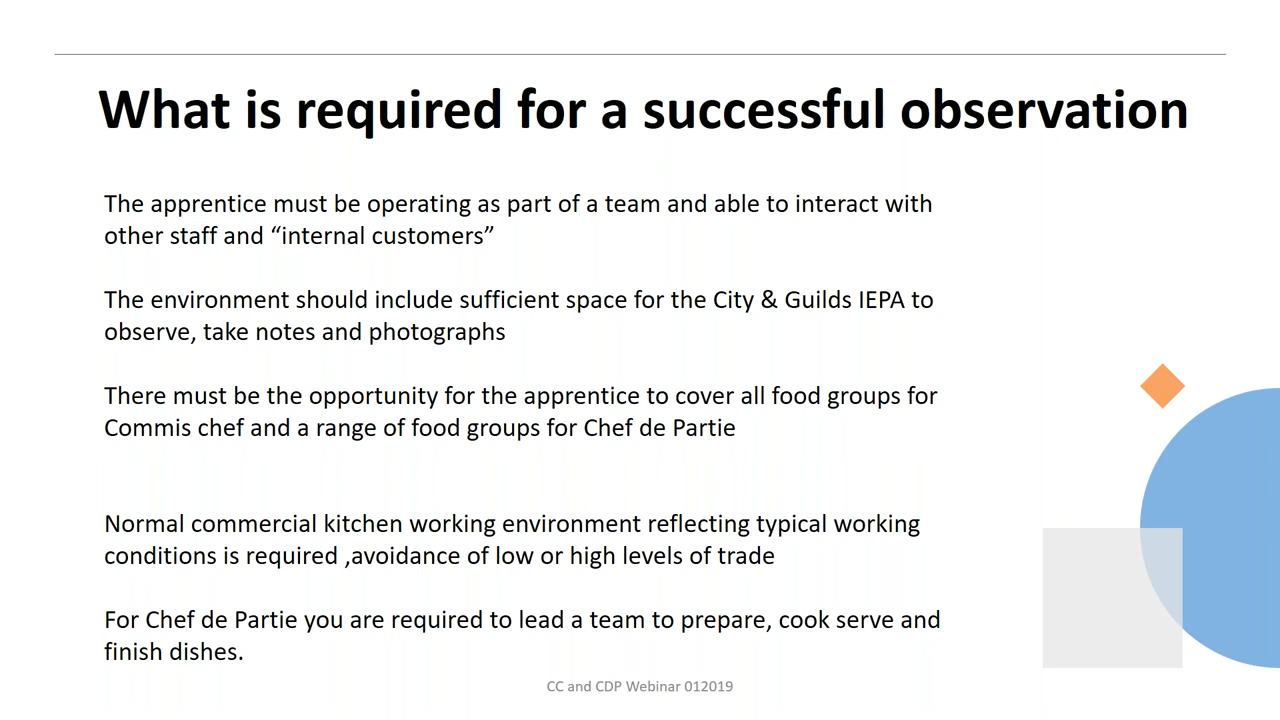 What is required for a successful observation
The apprentice must be operating as part of a team and able to interact with
other staff and “internal customers”
The environment should include sufficient space for the City & Guilds IEPA to
observe, take notes and photographs
There must be the opportunity for the apprentice to cover all food groups for
Commis chef and a range of food groups for Chef de Partie
Normal commercial kitchen working environment reflecting typical working
conditions is required ,avoidance of low or high levels of trade
For Chef de Partie you are required to lead a team to prepare, cook serve and
finish dishes.
CC and CDP Webinar 012019